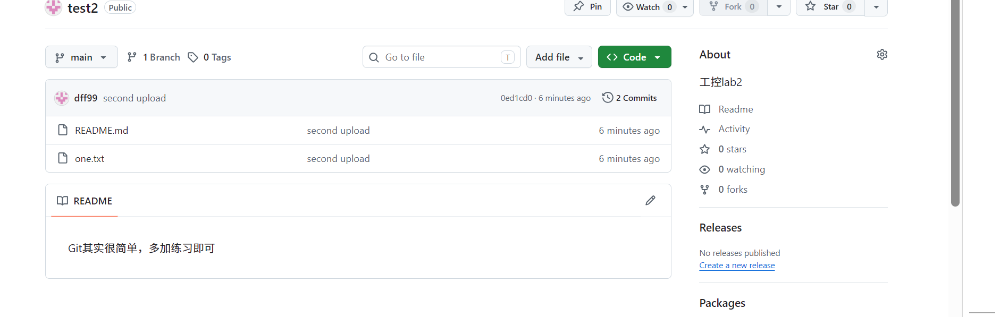 test2 Public Pin Watch 0 Fork 0 Star 0
main 1 Branch 0 Tags Go to file T Add file Code
dff99 second upload 0ed1cd0 · 6 minutes ago 2 Commits
README.md second upload 6 minutes ago
one.txt second upload 6 minutes ago
README
Git其实很简单，多加练习即可
About
工控lab2
Readme
Activity
0 stars
0 watching
0 forks
Releases
No releases published
Create a new release
Packages